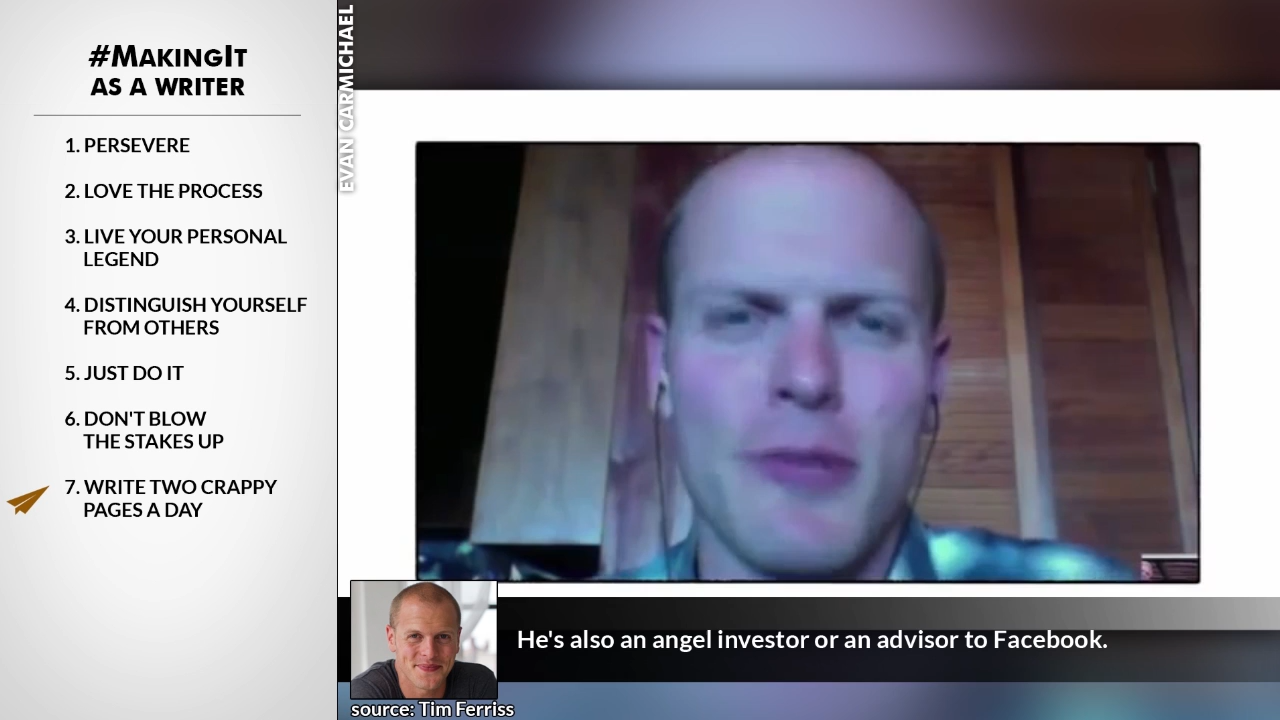 #MAKINGIT
AS A WRITER
1. PERSEVERE
2. LOVE THE PROCESS
3. LIVE YOUR PERSONAL
LEGEND
4. DISTINGUISH YOURSELF
FROM OTHERS
5. JUST DO IT
6. DON'T BLOW
THE STAKES UP
7. WRITE TWO CRAPPY
PAGES A DAY
EVAN CARMICHAEL
He's also an angel investor or an advisor to Facebook.
source: Tim Ferriss